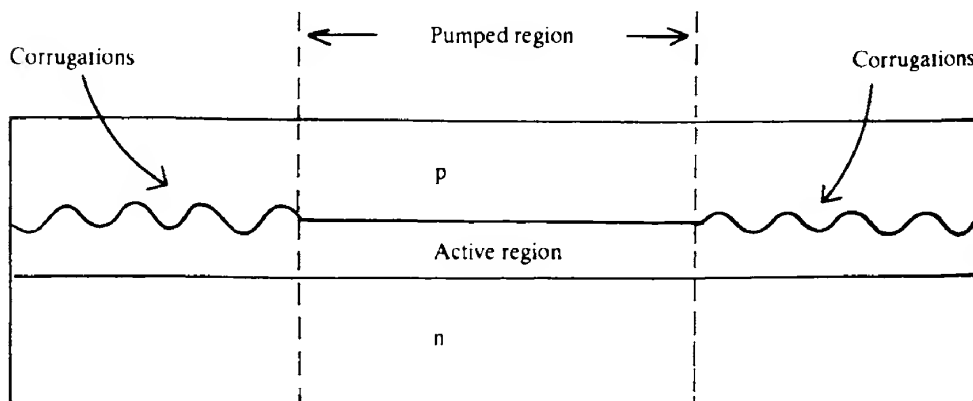 Pumped region
Corrugations
Corrugations
p
Active region
n